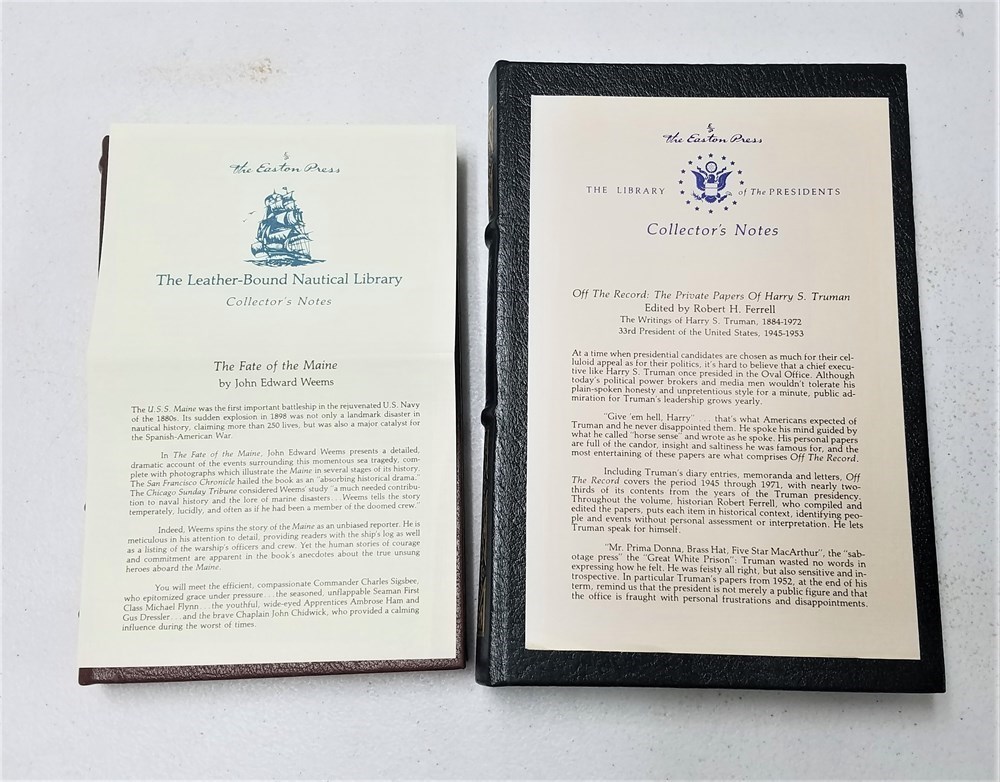 the Easton Press
The Leather-Bound Nautical Library
Collector's Notes
The Fate of the Maine
by John Edward Weems
The U.S.S. Maine was the first important battleship in the rejuvenated U.S. Navy
of the 1880s. Its sudden explosion in 1898 was not only a landmark disaster in
nautical history, claiming more than 250 lives, but was also a major catalyst for
the Spanish-American War.
In The Fate of the Maine, John Edward Weems presents a detailed,
dramatic account of the events surrounding this momentous sea tragedy, com-
plete with photographs which illustrate the Maine in several stages of its history.
The San Francisco Chronicle hailed the book as an "absorbing historical drama."
The Chicago Sunday Tribune considered Weems' study "a much needed contribu-
tion to naval history and the lore of marine disasters... Weems tells the story
temperately, lucidly, and often as if he had been a member of the doomed crew."
Indeed, Weems spins the story of the Maine as an unbiased reporter. He is
meticulous in his attention to detail, providing readers with the ship's log as well
as a listing of the warship's officers and crew. Yet the human stories of courage
and commitment are apparent in the book's anecdotes about the true unsung
heroes aboard the Maine.
You will meet the efficient, compassionate Commander Charles Sigsbee,
who epitomized grace under pressure...the seasoned, unflappable Seaman First
Class Michael Flynn...the youthful, wide-eyed Apprentices Ambrose Ham and
Gus Dressler...and the brave Chaplain John Chidwick, who provided a calming
influence during the worst of times.
the Easton Press
THE LIBRARY of The PRESIDENTS
Collector's Notes
Off The Record: The Private Papers Of Harry S. Truman
Edited by Robert H. Ferrell
The Writings of Harry S. Truman, 1884-1972
33rd President of the United States, 1945-1953
At a time when presidential candidates are chosen as much for their cel-
luloid appeal as for their politics, it's hard to believe that a chief execu-
tive like Harry S. Truman once presided in the Oval Office. Although
today's political power brokers and media men wouldn't tolerate his
plain-spoken honesty and unpretentious style for a minute, public ad-
miration for Truman's leadership grows yearly.
"Give 'em hell, Harry" that's what Americans expected of
Truman and he never disappointed them. He spoke his mind guided by
what he called "horse sense" and wrote as he spoke. His personal papers
are full of the candor, insight and saltiness he was famous for, and the
most entertaining of these papers are what comprises Off The Record.
Including Truman's diary entries, memoranda and letters, Off
The Record covers the period 1945 through 1971, with nearly two-
thirds of its contents from the years of the Truman presidency.
Throughout the volume, historian Robert Ferrell, who compiled and
edited the papers, puts each item in historical context, identifying peo-
ple and events without personal assessment or interpretation. He lets
Truman speak for himself.
"Mr. Prima Donna, Brass Hat, Five Star MacArthur", the "sab-
otage press" the "Great White Prison": Truman wasted no words in
expressing how he felt. He was feisty all right, but also sensitive and in-
trospective. In particular Truman's papers from 1952, at the end of his
term, remind us that the president is not merely a public figure and that
the office is fraught with personal frustrations and disappointments.